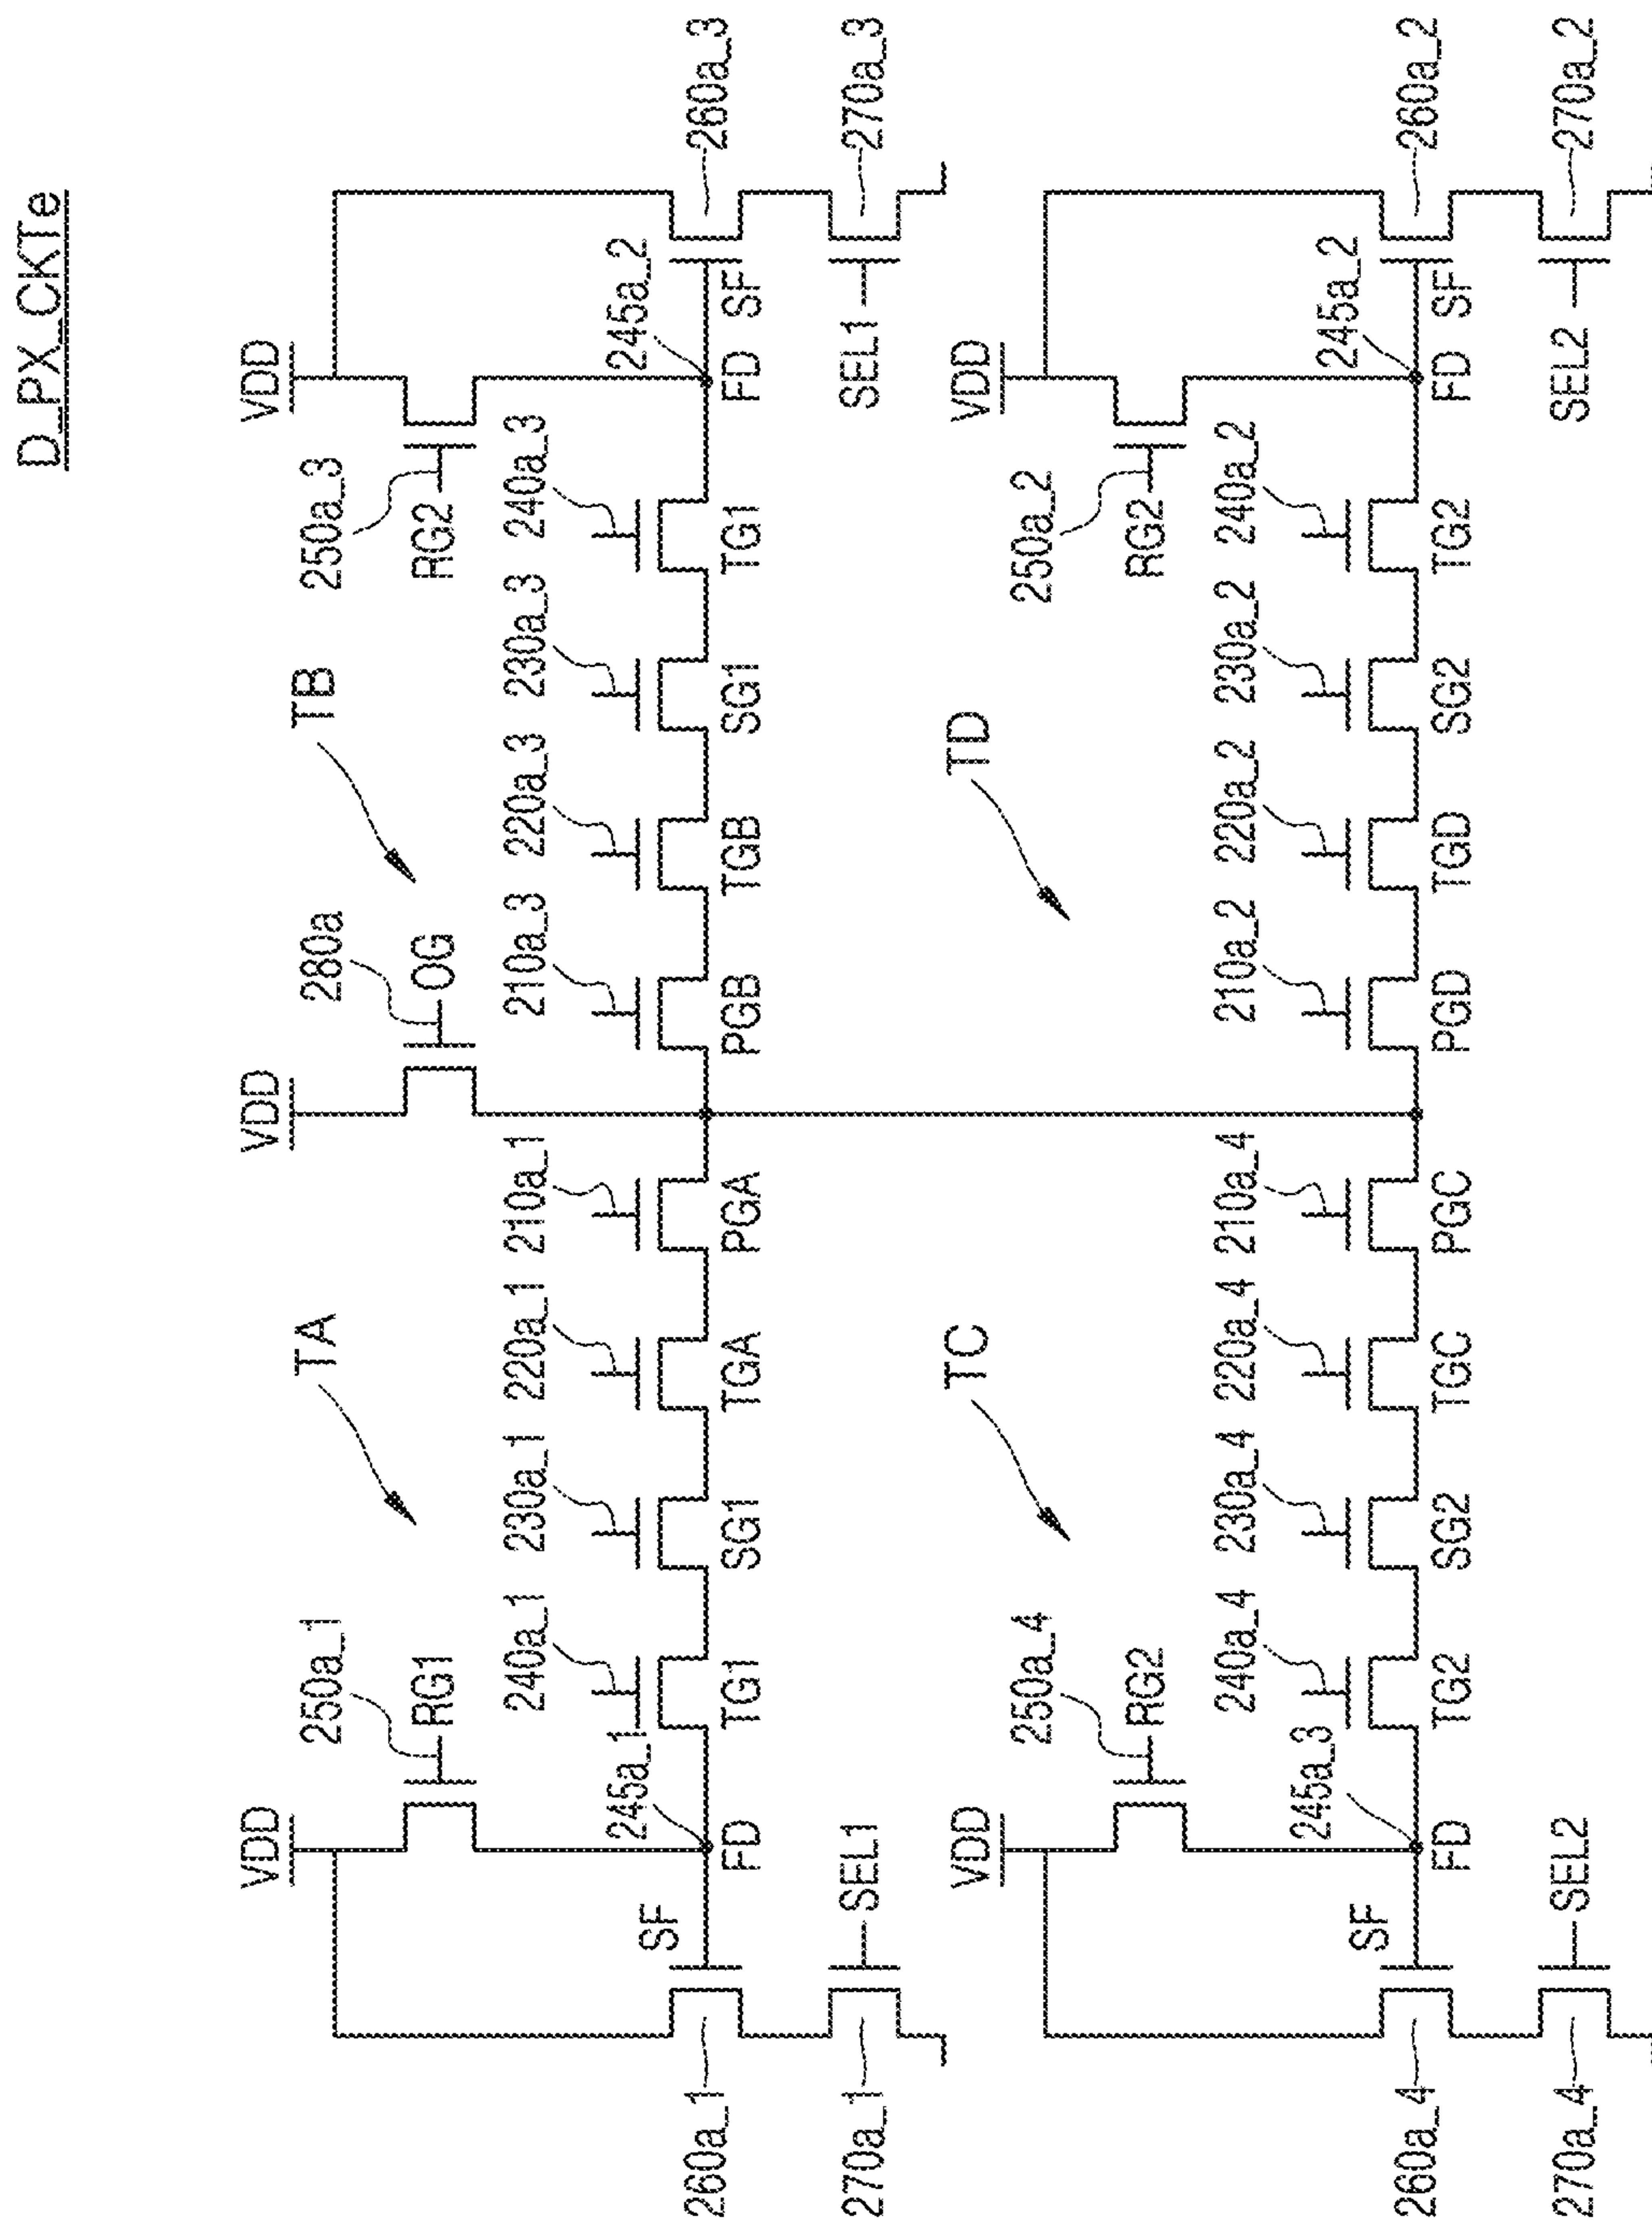 D_PX_CKTe
VDD
VDD
VDD
250a_1
TA
280a
TB
250a_3
RG1
OG
RG2
240a_1
230a_1
220a_1
210a_1
210a_3
220a_3
230a_3
240a_3
SF
245a_1
245a_2
260a_1
FD
TG1
SG1
TGA
PGA
PGB
TGB
SG1
TG1
FD
SF
260a_3
270a_1
SEL1
SEL1
270a_3
VDD
TC
TD
VDD
250a_4
250a_2
RG2
RG2
240a_4
230a_4
220a_4
210a_4
210a_2
220a_2
230a_2
240a_2
SF
245a_3
245a_2
260a_4
FD
TG2
SG2
TGC
PGC
PGD
TGD
SG2
TG2
FD
SF
260a_2
270a_4
SEL2
SEL2
270a_2